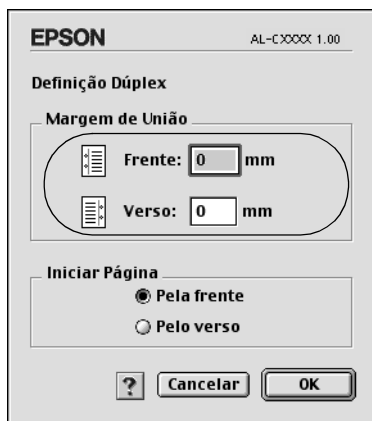 EPSON AL-CXXXX 1.00
Definição Dúplex
Margem de União
Frente: 0 mm
Verso: 0 mm
Iniciar Página
Pela frente
Pelo verso
? Cancelar OK